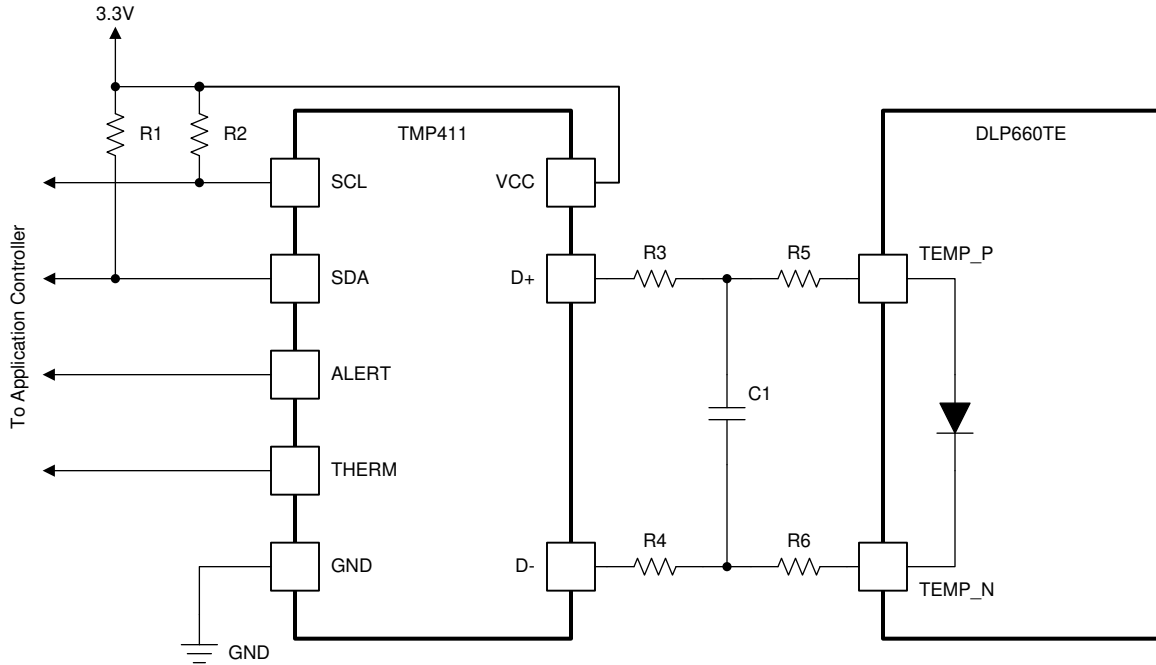 3.3V
R1
R2
TMP411
DLP660TE
SCL
VCC
R3
R5
TEMP_P
SDA
D+
To Application Controller
ALERT
C1
THERM
R4
R6
GND
D-
TEMP_N
GND